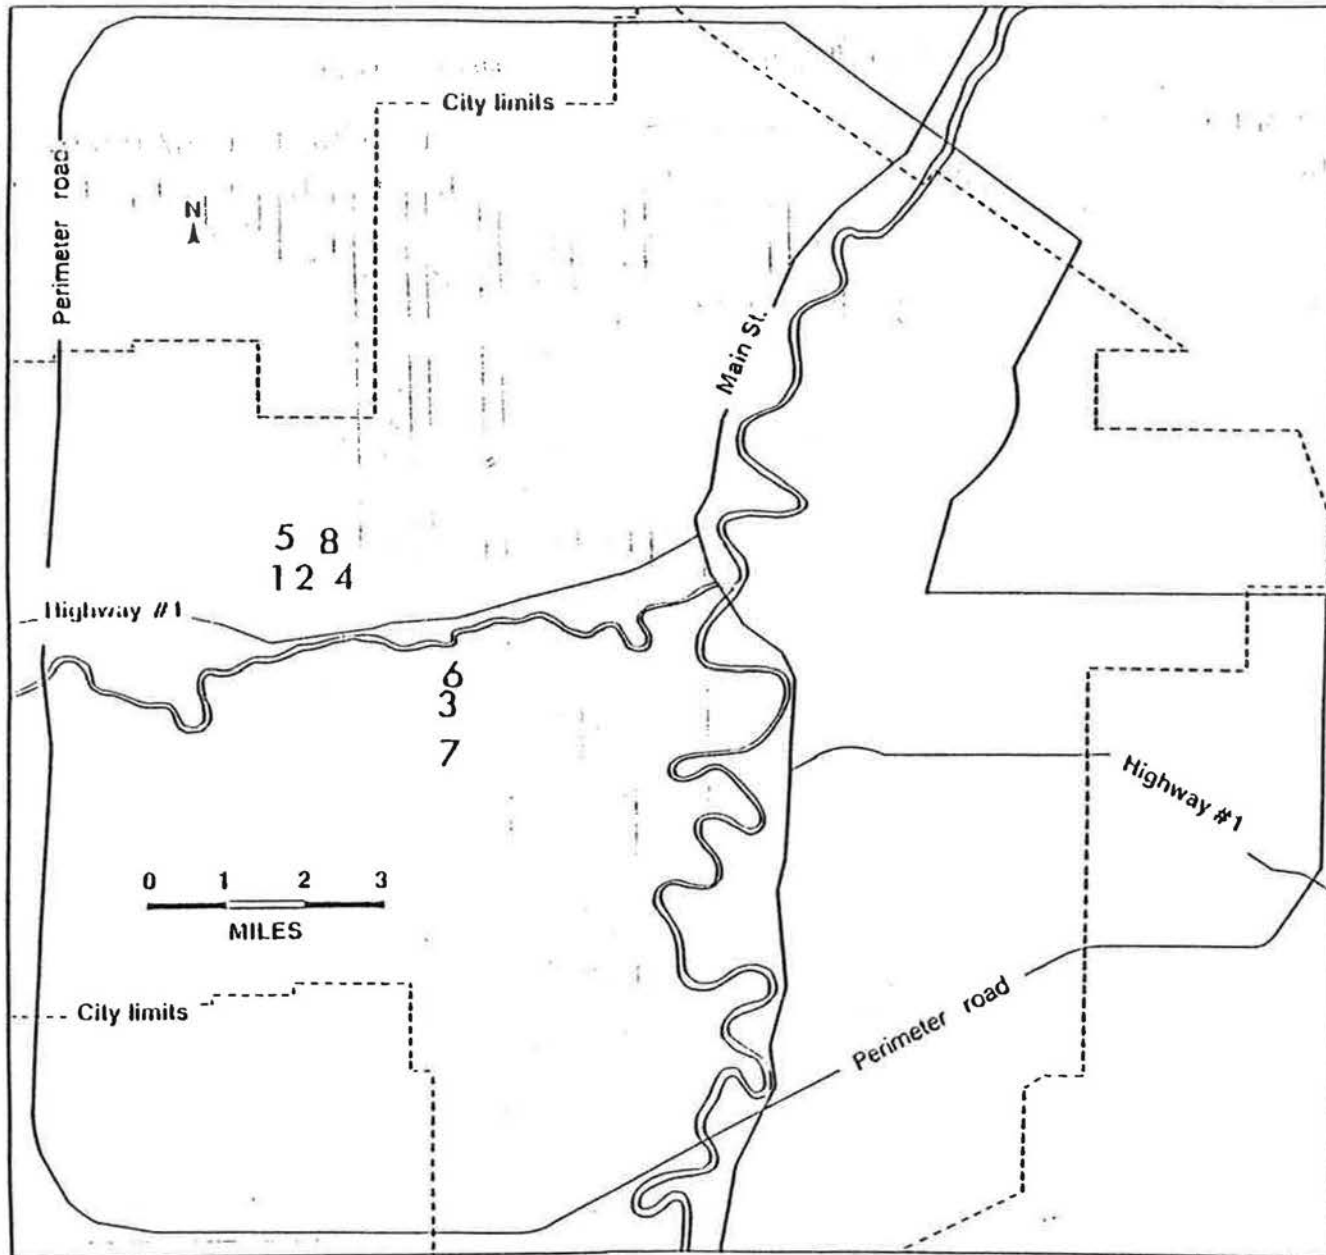 City limits
Perimeter road
N
Main St.
5 8
1 2 4
Highway #1
6
3
7
Highway #1
0 1 2 3
MILES
City limits
Perimeter road